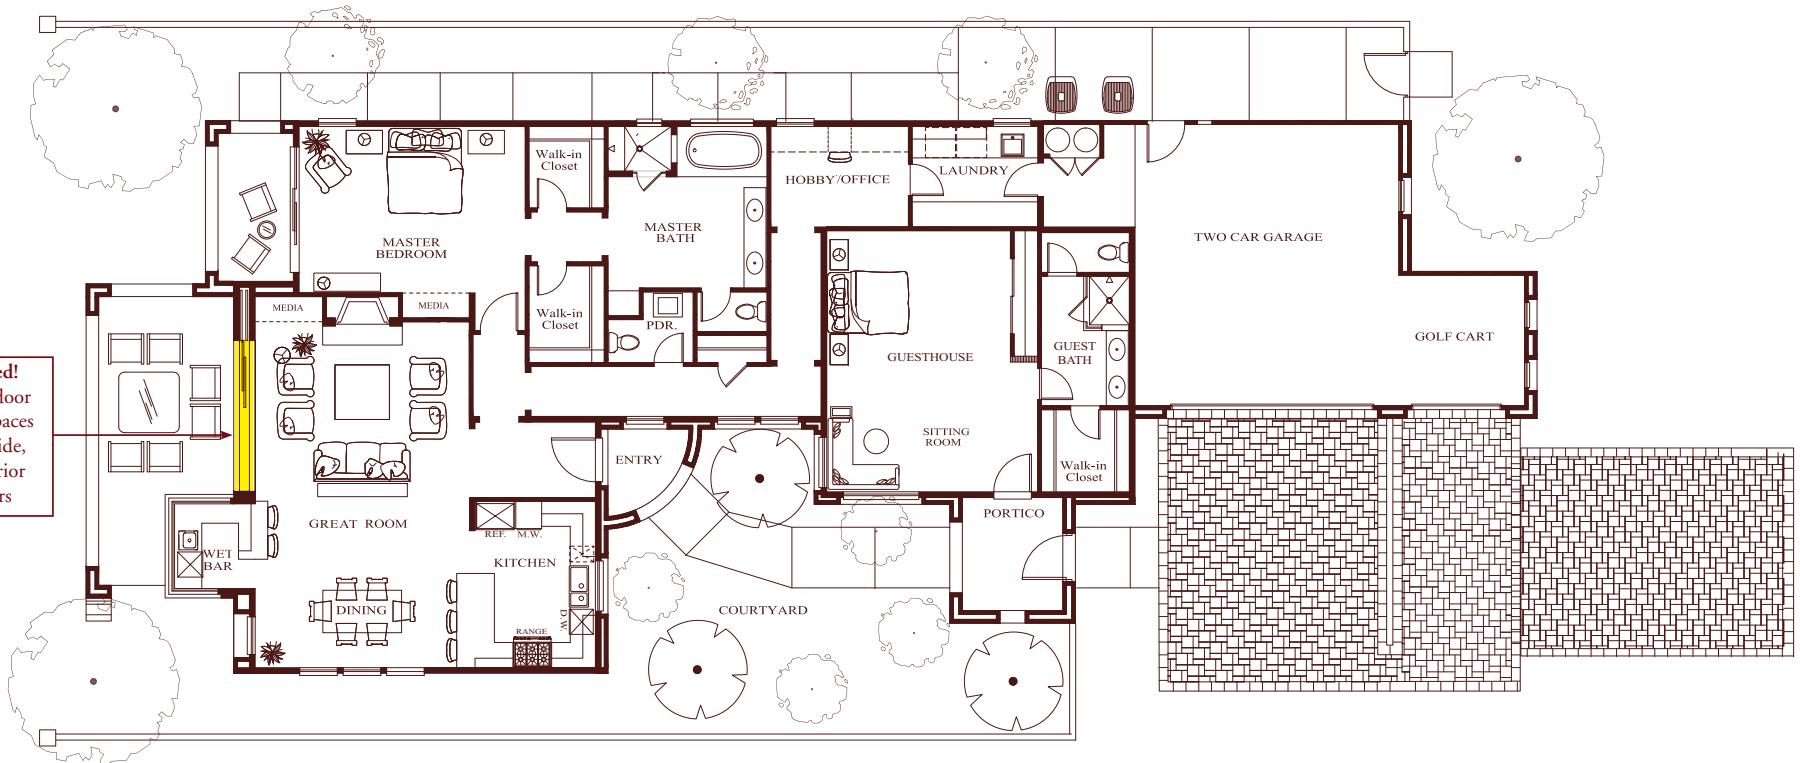 Walk-in
Closet
HOBBY/OFFICE
LAUNDRY
MASTER
BEDROOM
MASTER
BATH
TWO CAR GARAGE
MEDIA
MEDIA
Walk-in
Closet
PDR.
GUESTHOUSE
GUEST
BATH
GOLF CART
ed!
door
paces
ide,
rior
rs
SITTING
ROOM
ENTRY
Walk-in
Closet
GREAT ROOM
REF. M.W.
PORTICO
WET
BAR
KITCHEN
DINING
D.W.
RANGE
COURTYARD